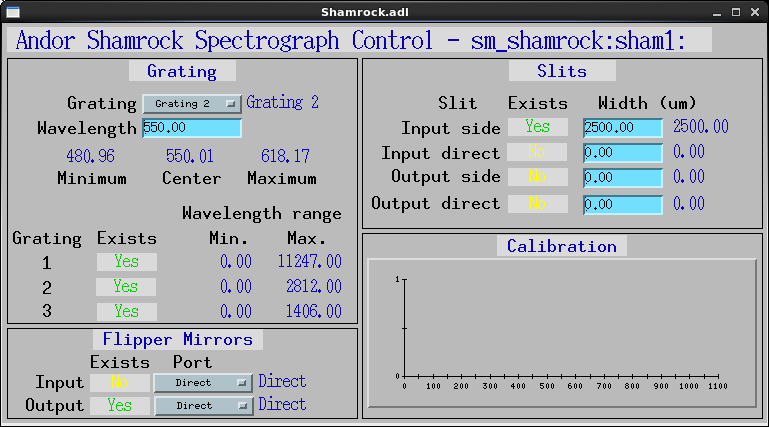 Shamrock.adl
Andor Shamrock Spectrograph Control - sm_shamrock:sham1:
Grating
Grating Grating 2 Grating 2
Wavelength 550.00
480.96 550.01 618.17
Minimum Center Maximum
Wavelength range
Grating Exists Min. Max.
1 Yes 0.00 11247.00
2 Yes 0.00 2812.00
3 Yes 0.00 1406.00
Flipper Mirrors
Exists Port
Input No Direct Direct
Output Yes Direct Direct
Slits
Slit Exists Width (um)
Input side Yes 2500.00 2500.00
Input direct No 0.00 0.00
Output side No 0.00 0.00
Output direct No 0.00 0.00
Calibration
1
0
0 100 200 300 400 500 600 700 800 900 1000 1100